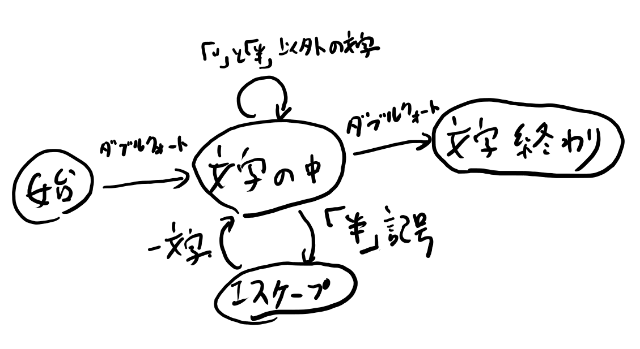 「"」と「¥」以外の文字
ダブルクォート
ダブルクォート
始
文字の中
文字終わり
一文字
「¥」記号
エスケープ